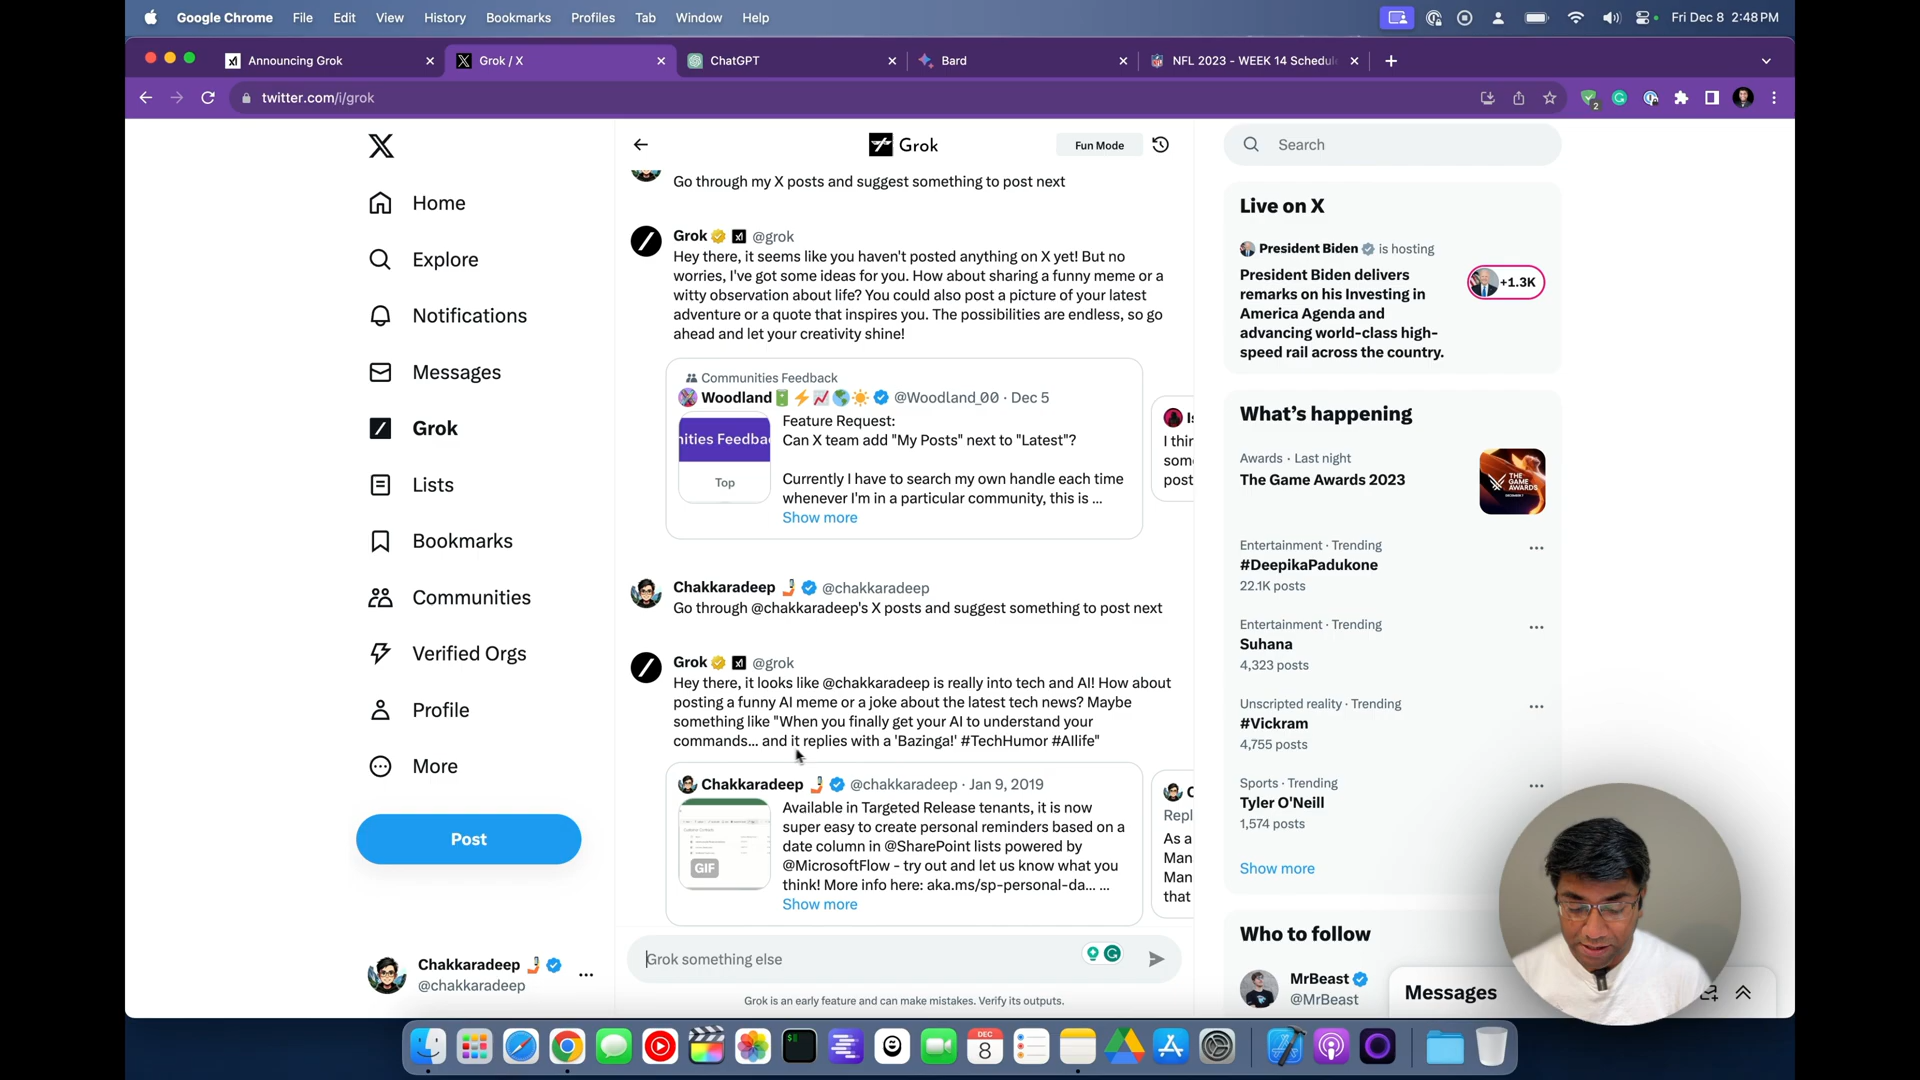 Google Chrome File Edit View History Bookmarks Profiles Tab Window Help Fri Dec 8 2:48 PM
Announcing Grok Grok / X ChatGPT Bard NFL 2023 - WEEK 14 Schedul
twitter.com/i/grok
2
Home
Explore
Notifications
Messages
Grok
Lists
Bookmarks
Communities
Verified Orgs
Profile
More
Post
Chakkaradeep
@chakkaradeep
Grok
Fun Mode
Go through my X posts and suggest something to post next
Grok @grok
Hey there, it seems like you haven't posted anything on X yet! But no
worries, I've got some ideas for you. How about sharing a funny meme or a
witty observation about life? You could also post a picture of your latest
adventure or a quote that inspires you. The possibilities are endless, so go
ahead and let your creativity shine!
Communities Feedback
Woodland @Woodland_00 · Dec 5
nities Feedba
Top
Feature Request:
Can X team add "My Posts" next to "Latest"?
Currently I have to search my own handle each time
whenever I'm in a particular community, this is ...
Show more
I thin
som
post
Chakkaradeep @chakkaradeep
Go through @chakkaradeep's X posts and suggest something to post next
Grok @grok
Hey there, it looks like @chakkaradeep is really into tech and AI! How about
posting a funny AI meme or a joke about the latest tech news? Maybe
something like "When you finally get your AI to understand your
commands... and it replies with a 'Bazinga!' #TechHumor #AIlife"
Chakkaradeep @chakkaradeep · Jan 9, 2019
GIF
Available in Targeted Release tenants, it is now
super easy to create personal reminders based on a
date column in @SharePoint lists powered by
@MicrosoftFlow - try out and let us know what you
think! More info here: aka.ms/sp-personal-da... ...
Show more
C
Repl
As a
Man
Man
that
Grok something else
Grok is an early feature and can make mistakes. Verify its outputs.
Search
Live on X
President Biden is hosting
President Biden delivers
remarks on his Investing in
America Agenda and
advancing world-class high-
speed rail across the country.
+1.3K
What's happening
Awards · Last night
The Game Awards 2023
THE GAME AWARDS
Entertainment · Trending
#DeepikaPadukone
22.1K posts
Entertainment · Trending
Suhana
4,323 posts
Unscripted reality · Trending
#Vickram
4,755 posts
Sports · Trending
Tyler O'Neill
1,574 posts
Show more
Who to follow
MrBeast
@MrBeast
Messages
DEC
8